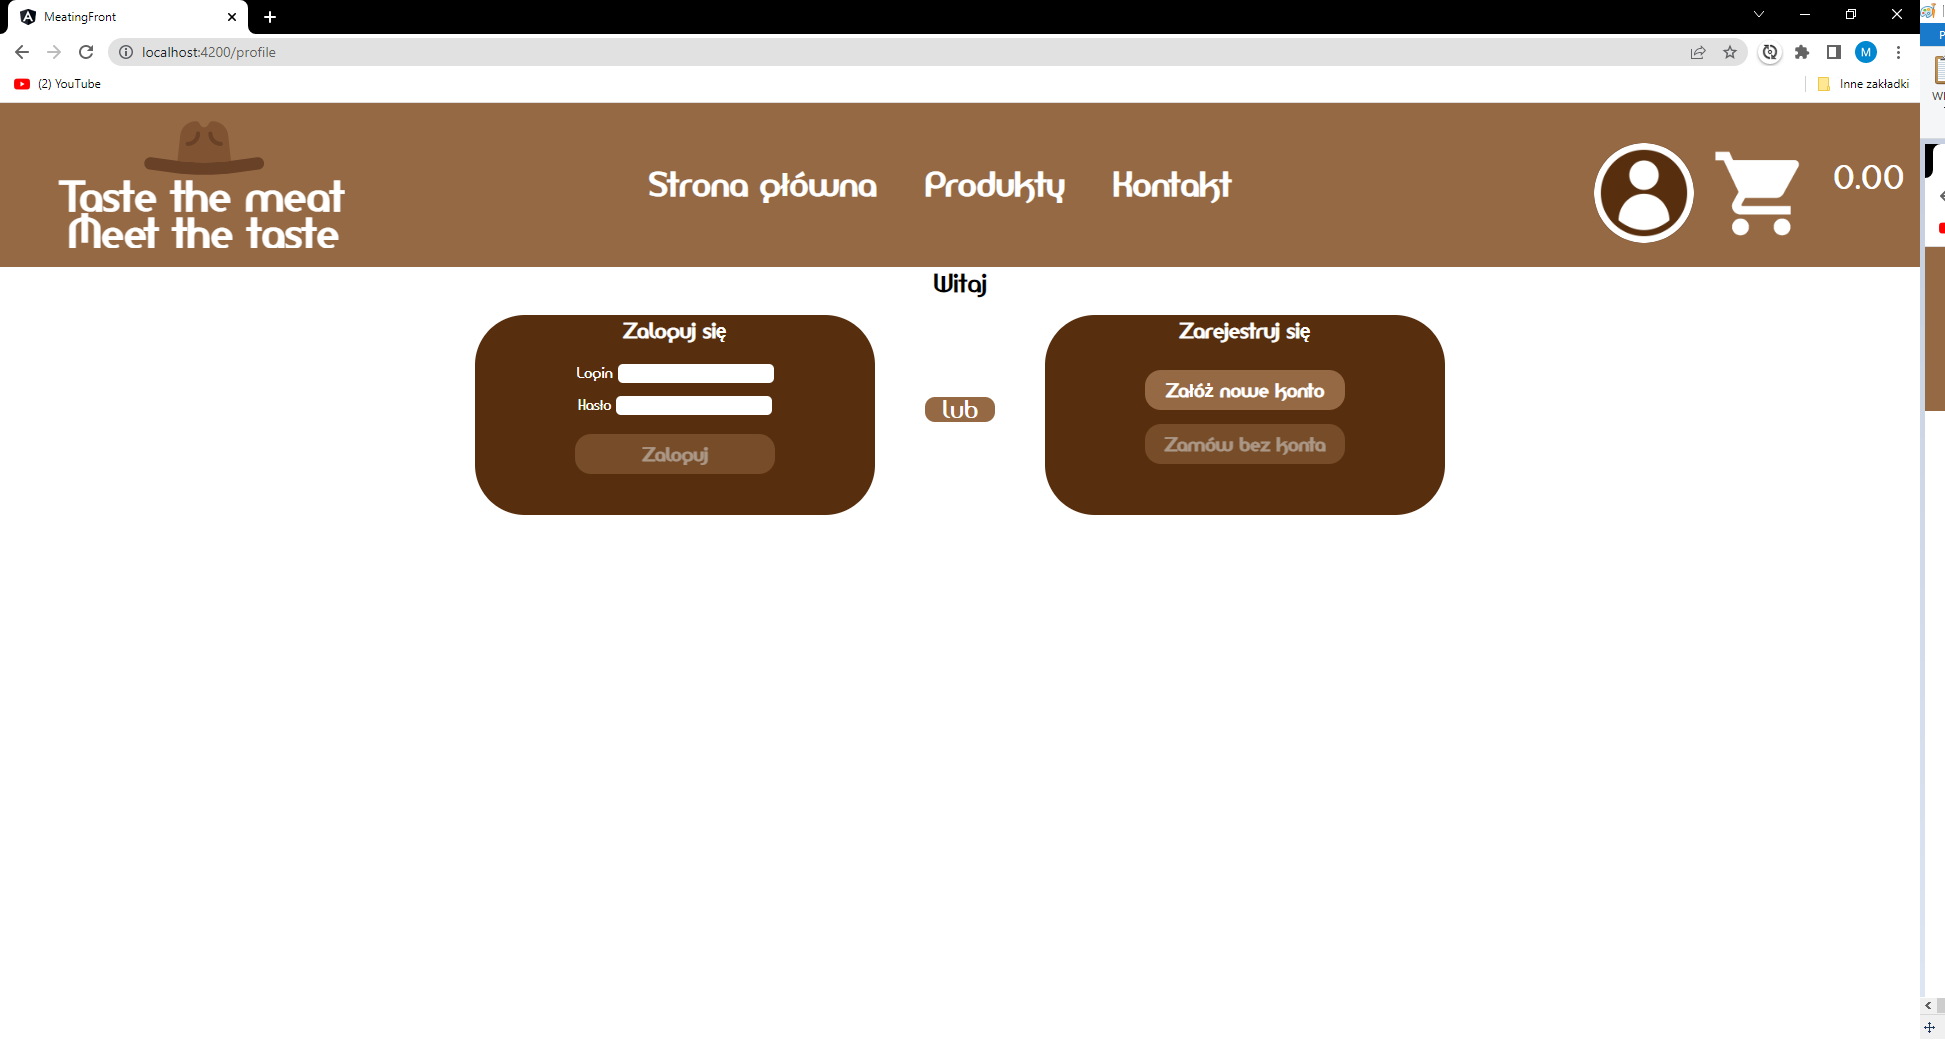 MeatingFront
localhost:4200/profile
M
(2) YouTube
Inne zakładki
Taste the meat
Meet the taste
Strona główna Produkty Kontakt
0.00
Witaj
Zaloguj się
Login
Hasło
Zaloguj
lub
Zarejestruj się
Załóż nowe konto
Zamów bez konta